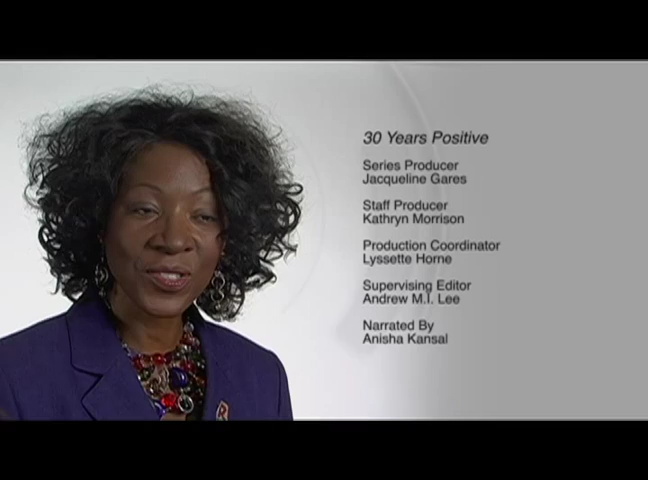 30 Years Positive
Series Producer
Jacqueline Gares
Staff Producer
Kathryn Morrison
Production Coordinator
Lyssette Horne
Supervising Editor
Andrew M.I. Lee
Narrated By
Anisha Kansal